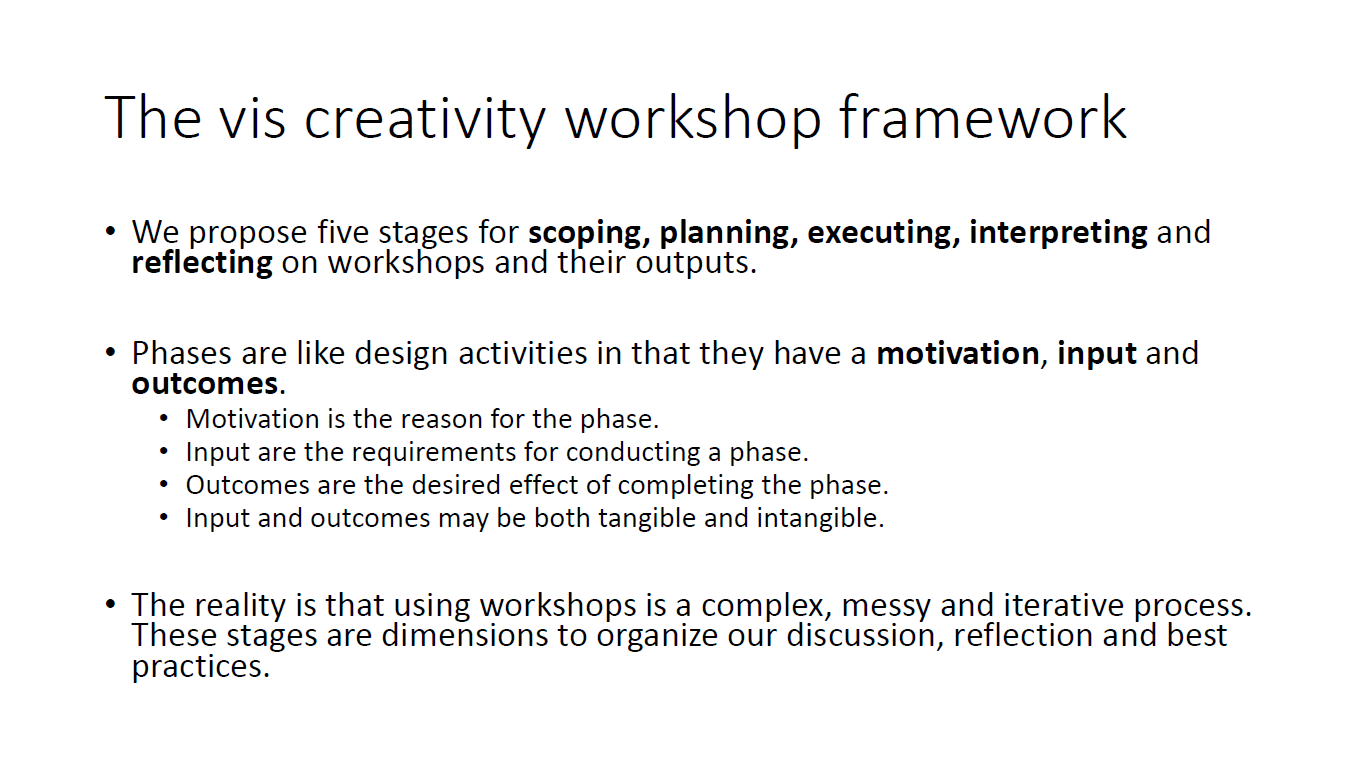 The vis creativity workshop framework
• We propose five stages for scoping, planning, executing, interpreting and
reflecting on workshops and their outputs.
• Phases are like design activities in that they have a motivation, input and
outcomes.
• Motivation is the reason for the phase.
• Input are the requirements for conducting a phase.
• Outcomes are the desired effect of completing the phase.
• Input and outcomes may be both tangible and intangible.
• The reality is that using workshops is a complex, messy and iterative process.
These stages are dimensions to organize our discussion, reflection and best
practices.